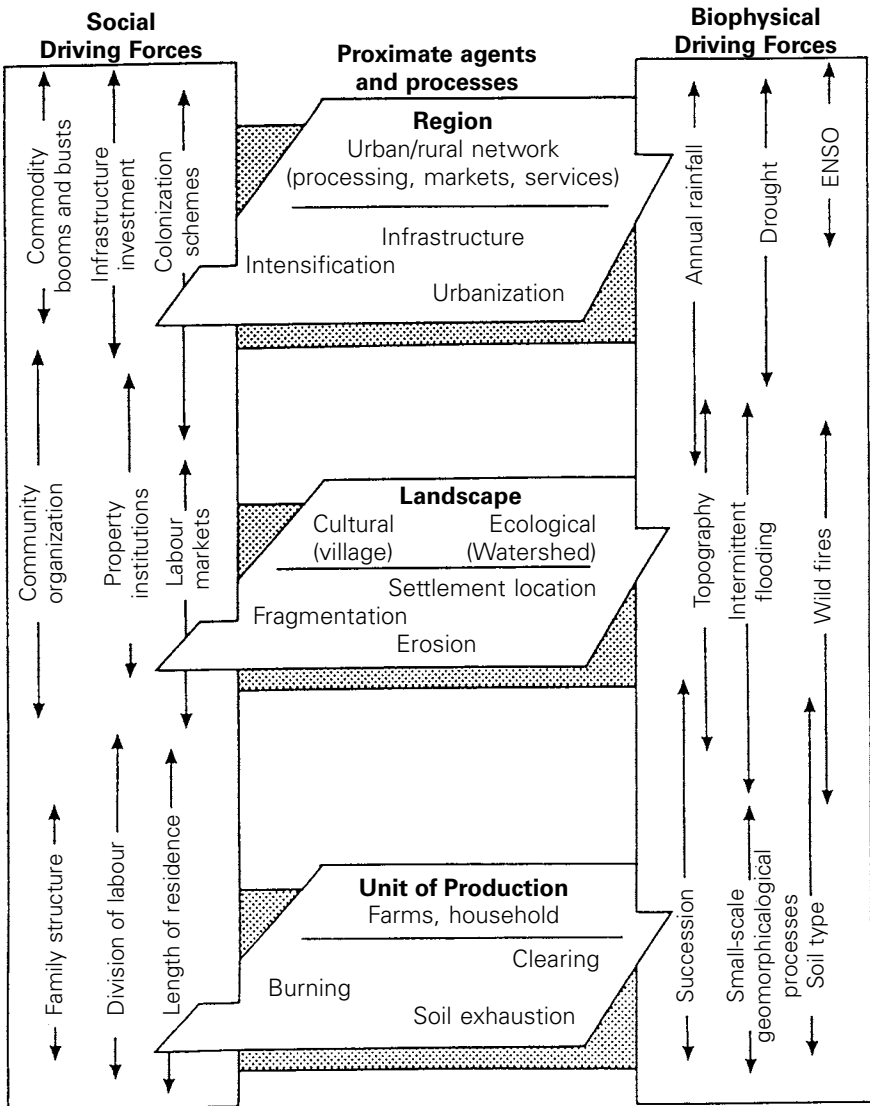 Social
Driving Forces
Proximate agents
and processes
Biophysical
Driving Forces
Commodity
booms and busts
Infrastructure
investment
Colonization
schemes
Region
Urban/rural network
(processing, markets, services)
Infrastructure
Intensification
Urbanization
Annual rainfall
Drought
ENSO
Community
organization
Property
institutions
Labour
markets
Landscape
Cultural
(village)
Ecological
(Watershed)
Settlement location
Fragmentation
Erosion
Topography
Intermittent
flooding
Wild fires
Family structure
Division of labour
Length of residence
Unit of Production
Farms, household
Clearing
Burning
Soil exhaustion
Succession
Small-scale
geomorphicalogical
processes
Soil type